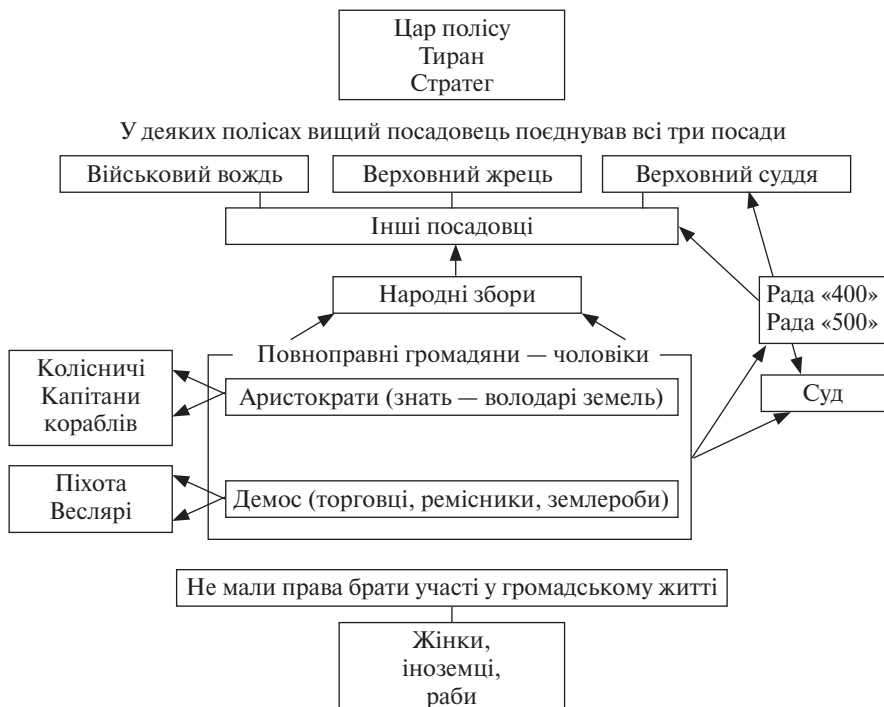 Цар полісу
Тиран
Стратег
У деяких полісах вищий посадовець поєднував всі три посади
Військовий вождь
Верховний жрець
Верховний суддя
Інші посадовці
Народні збори
Рада «400»
Рада «500»
Повноправні громадяни — чоловіки
Колісничі
Капітани
кораблів
Аристократи (знать — володарі земель)
Суд
Піхота
Веслярі
Демос (торговці, ремісники, землероби)
Не мали права брати участі у громадському житті
Жінки,
іноземці,
раби